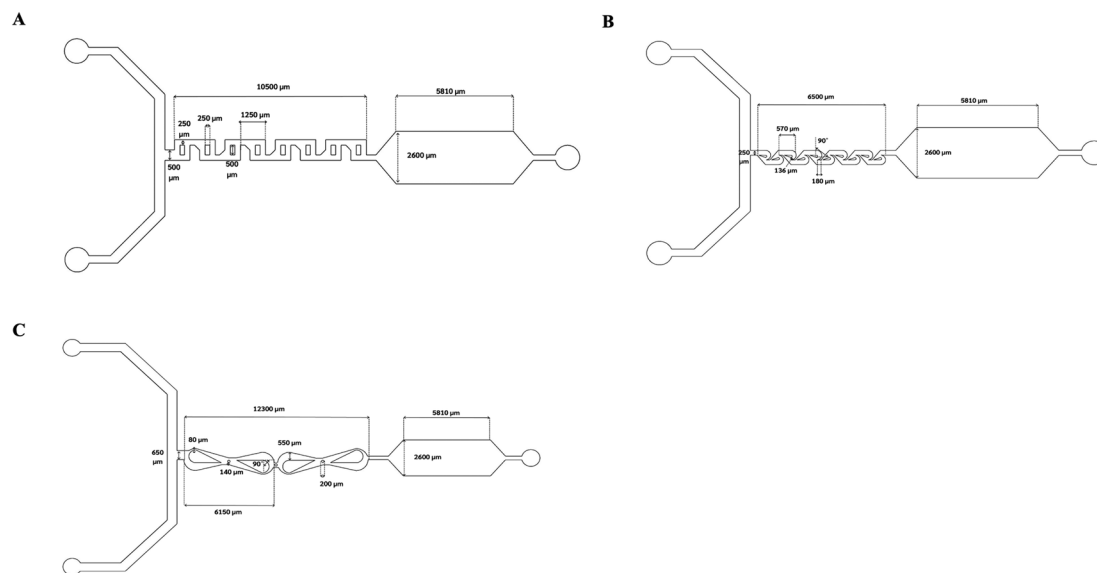 A
10500 µm
5810 µm
250
µm
250 µm
1250 µm
2600 µm
500
µm
500
µm
B
6500 µm
5810 µm
570 µm
90°
250
µm
2600 µm
136 µm
180 µm
C
12300 µm
5810 µm
80 µm
550 µm
650
µm
90°
2600 µm
140 µm
200 µm
6150 µm